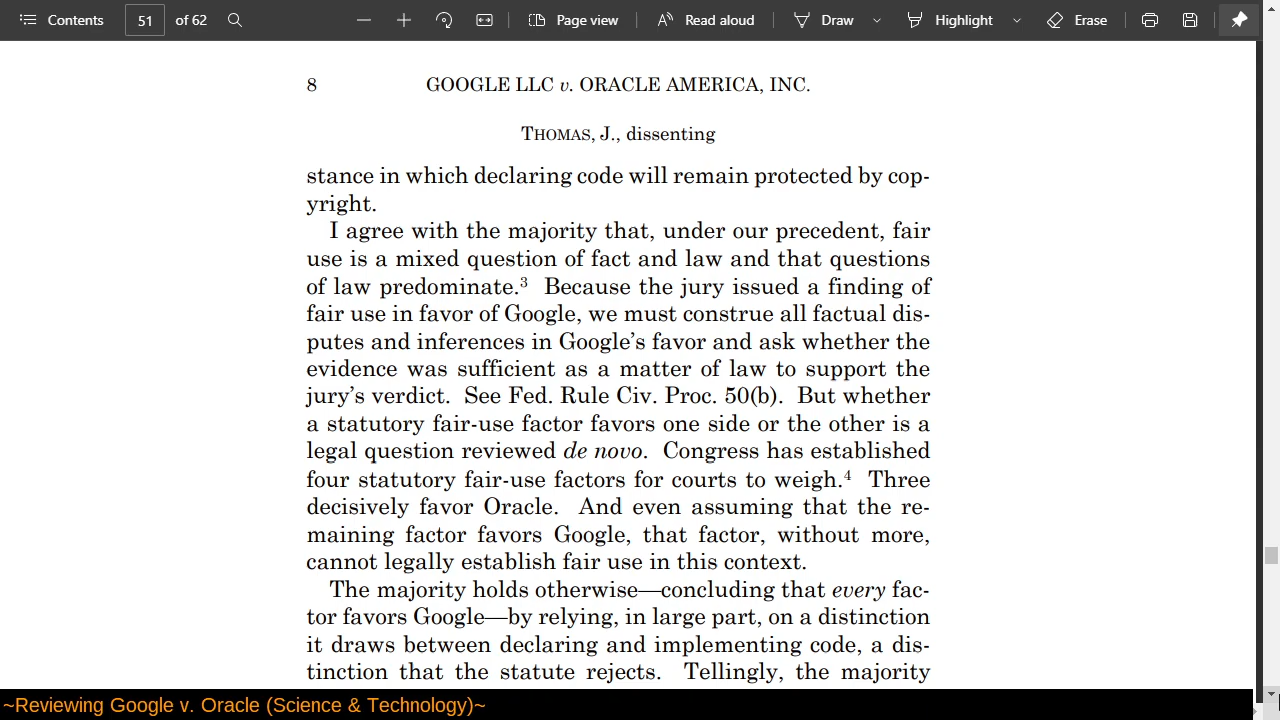 Contents 51 of 62 Page view Read aloud Draw Highlight Erase
8 GOOGLE LLC v. ORACLE AMERICA, INC.
THOMAS, J., dissenting
stance in which declaring code will remain protected by cop-
yright.
I agree with the majority that, under our precedent, fair
use is a mixed question of fact and law and that questions
of law predominate.³ Because the jury issued a finding of
fair use in favor of Google, we must construe all factual dis-
putes and inferences in Google’s favor and ask whether the
evidence was sufficient as a matter of law to support the
jury’s verdict. See Fed. Rule Civ. Proc. 50(b). But whether
a statutory fair-use factor favors one side or the other is a
legal question reviewed de novo. Congress has established
four statutory fair-use factors for courts to weigh.⁴ Three
decisively favor Oracle. And even assuming that the re-
maining factor favors Google, that factor, without more,
cannot legally establish fair use in this context.
The majority holds otherwise—concluding that every fac-
tor favors Google—by relying, in large part, on a distinction
it draws between declaring and implementing code, a dis-
tinction that the statute rejects. Tellingly, the majority
~Reviewing Google v. Oracle (Science & Technology)~